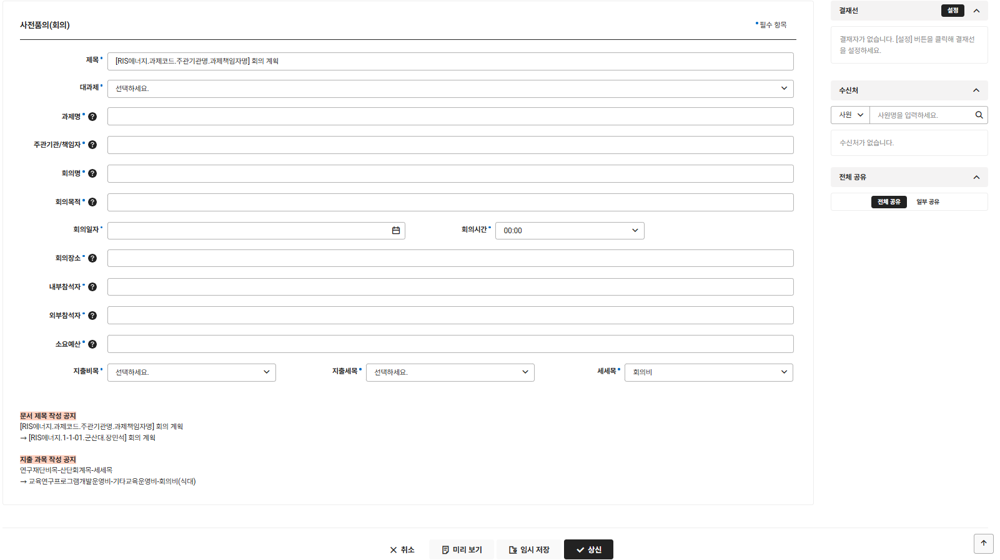 사전품의(회의)
필수 항목
제목
[RIS에너지.과제코드.주관기관명.과제책임자명] 회의 계획
대과제
선택하세요.
과제명
주관기관/책임자
회의명
회의목적
회의일자
회의시간
00:00
회의장소
내부참석자
외부참석자
소요예산
지출비목
선택하세요.
지출세목
선택하세요.
세세목
회의비
문서 제목 작성 공지
[RIS에너지.과제코드.주관기관명.과제책임자명] 회의 계획
→ [RIS에너지.1-1-01.군산대.장민석] 회의 계획
지출 과목 작성 공지
연구재단비목-산단회계목-세세목
→ 교육연구프로그램개발운영비-기타교육운영비-회의비(식대)
결재선
설정
결재자가 없습니다. [설정] 버튼을 클릭해 결재선
을 설정하세요.
수신처
사원
사원명을 입력하세요.
수신처가 없습니다.
전체 공유
전체 공유
일부 공유
취소
미리 보기
임시 저장
상신